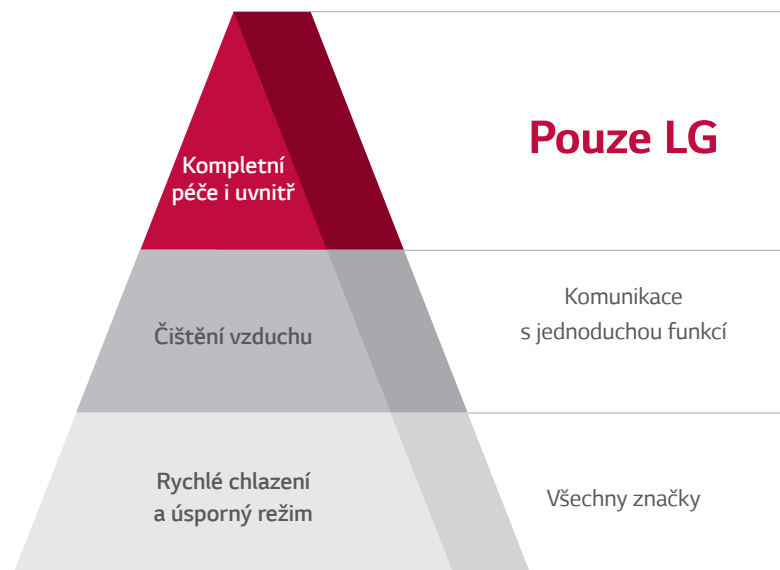 Kompletní
péče i uvnitř
Pouze LG
Čištění vzduchu
Komunikace
s jednoduchou funkcí
Rychlé chlazení
a úsporný režim
Všechny značky